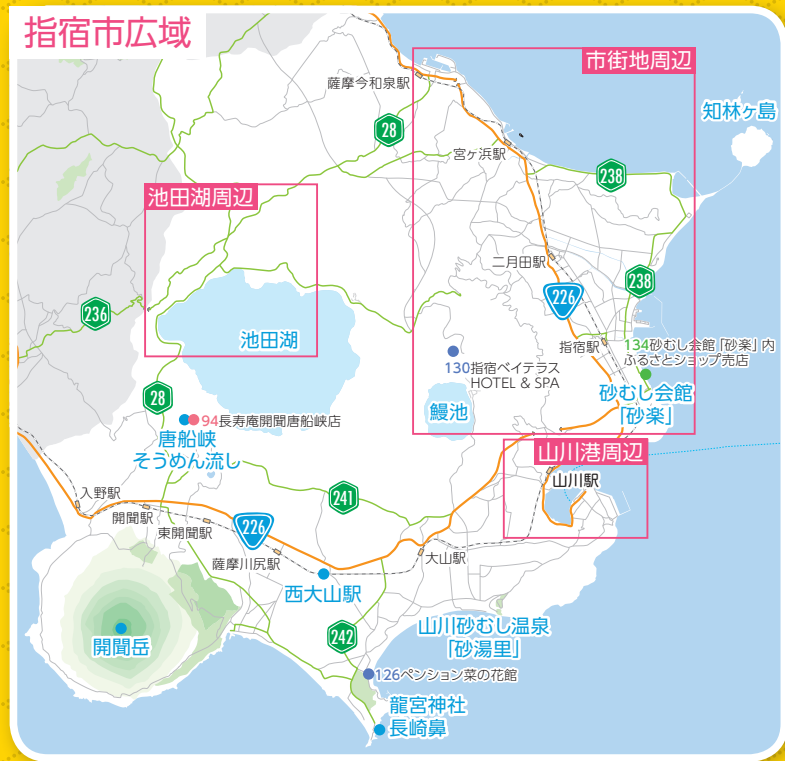 指宿市広域
市街地周辺
薩摩今和泉駅
知林ヶ島
28
宮ヶ浜駅
238
池田湖周辺
二月田駅
238
226
236
池田湖
指宿駅
134砂むし会館「砂楽」内
ふるさとショップ売店
130指宿ベイテラス
HOTEL & SPA
砂むし会館
「砂楽」
28
鰻池
94長寿庵開聞唐船峡店
唐船峡
そうめん流し
山川港周辺
山川駅
入野駅
241
開聞駅
東開聞駅
226
薩摩川尻駅
大山駅
西大山駅
山川砂むし温泉
「砂湯里」
開聞岳
242
126ペンション菜の花館
龍宮神社
長崎鼻